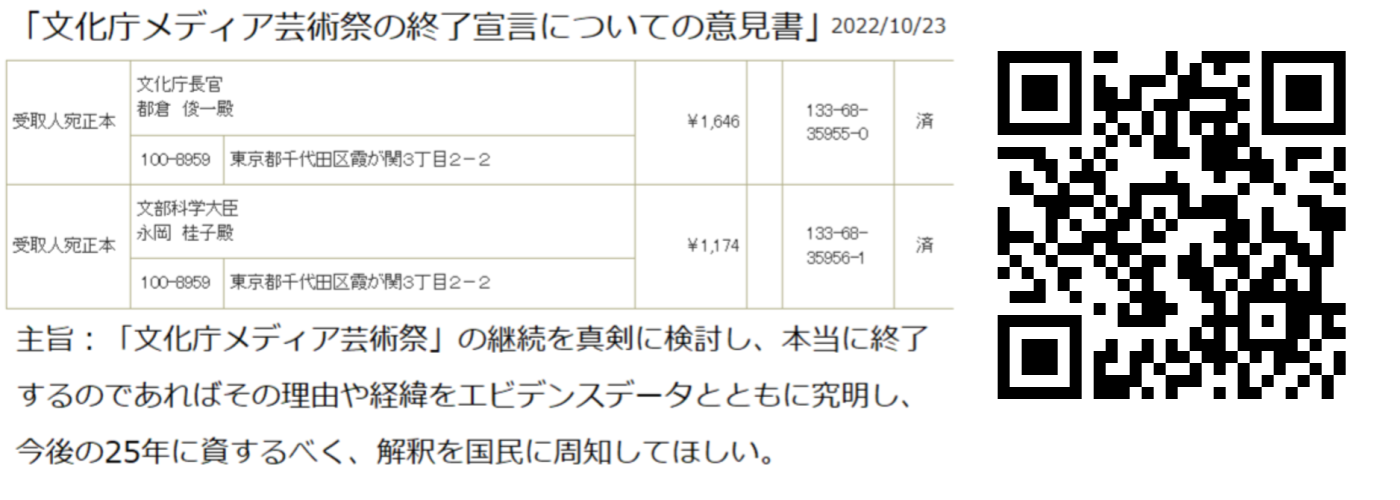 「文化庁メディア芸術祭の終了宣言についての意見書」2022/10/23
受取人宛正本
文化庁長官
都倉 俊一殿
100-8959
東京都千代田区霞が関3丁目2-2
¥1,646
133-68-
35955-0
済
受取人宛正本
文部科学大臣
永岡 桂子殿
100-8959
東京都千代田区霞が関3丁目2-2
¥1,174
133-68-
35956-1
済
主旨：「文化庁メディア芸術祭」の継続を真剣に検討し、本当に終了
するのであればその理由や経緯をエビデンスデータとともに究明し、
今後の25年に資するべく、解釈を国民に周知してほしい。